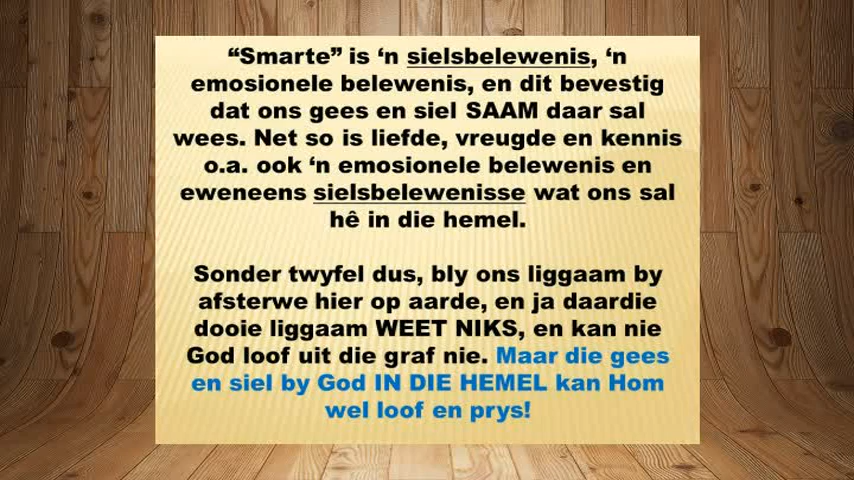 “Smarte” is ‘n sielsbelewenis, ‘n
emosionele belewenis, en dit bevestig
dat ons gees en siel SAAM daar sal
wees. Net so is liefde, vreugde en kennis
o.a. ook ‘n emosionele belewenis en
eweneens sielsbelewenisse wat ons sal
hê in die hemel.
Sonder twyfel dus, bly ons liggaam by
afsterwe hier op aarde, en ja daardie
dooie liggaam WEET NIKS, en kan nie
God loof uit die graf nie. Maar die gees
en siel by God IN DIE HEMEL kan Hom
wel loof en prys!